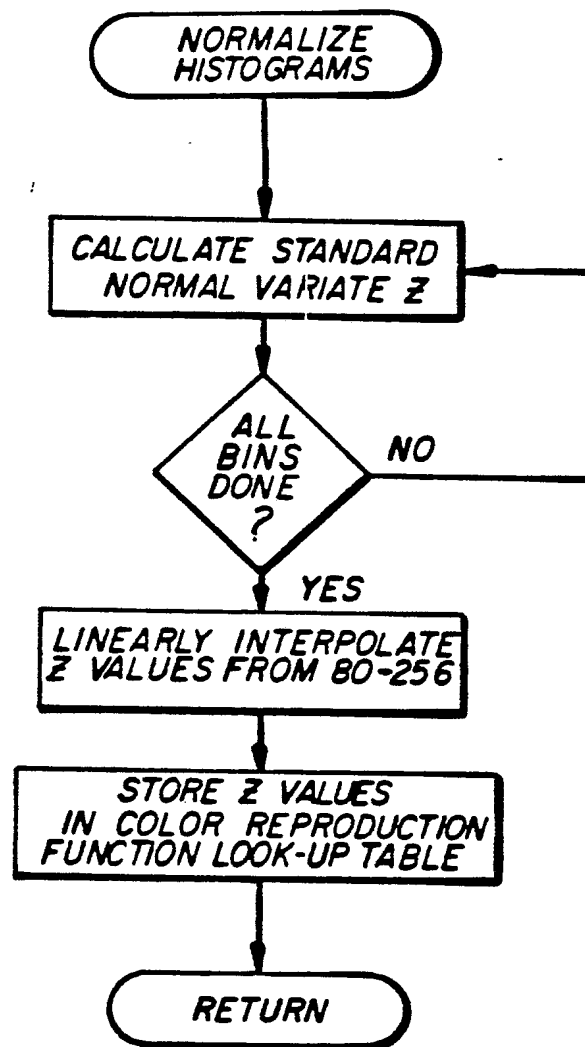 NORMALIZE
HISTOGRAMS
CALCULATE STANDARD
NORMAL VARIATE Z
ALL
BINS
DONE
?
NO
YES
LINEARLY INTERPOLATE
Z VALUES FROM 80-256
STORE Z VALUES
IN COLOR REPRODUCTION
FUNCTION LOOK-UP TABLE
RETURN